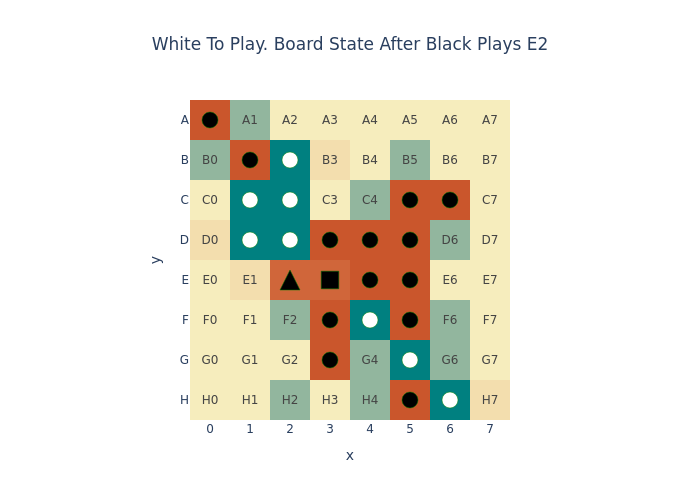 White To Play. Board State After Black Plays E2
A A1 A2 A3 A4 A5 A6 A7
B B0 B3 B4 B5 B6 B7
C C0 C3 C4 C7
D D0 D6 D7
E E0 E1 E6 E7
F F0 F1 F2 F6 F7
G G0 G1 G2 G4 G6 G7
H H0 H1 H2 H3 H4 H7
0 1 2 3 4 5 6 7
x
y